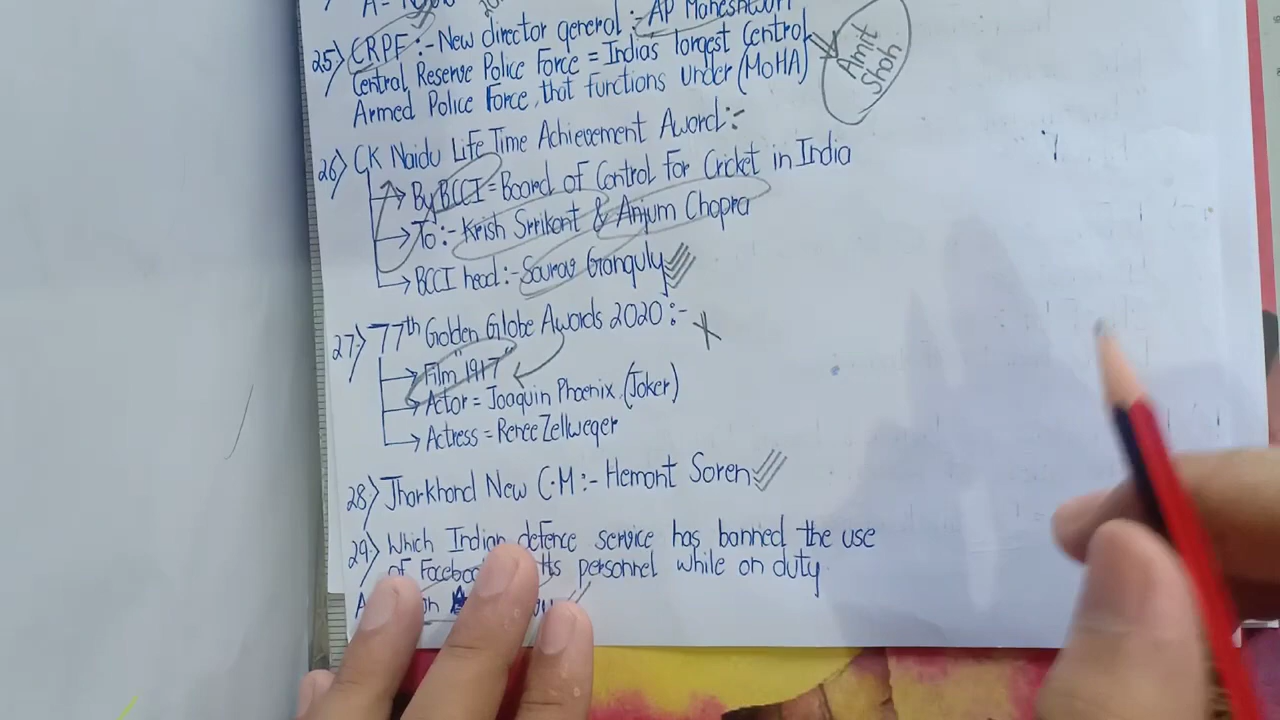 A-
25) CRPF :- New director general :- AP Maheshwari
Central Reserve Police Force = Indias largest Central
Armed Police Force, that functions under (MoHA)
Amit
Shah
26) CK Naidu Life Time Achievement Award:-
By BCCI = Board of Control For Cricket in India
To :- Krish Srrikant & Anjum Chopra
BCCI head :- Sourav Ganguly
27) 77th Golden Globe Awards 2020 :-
Film "1917"
Actor = Joaquin Phoenix (Joker)
Actress = Renee Zellweger
28) Jharkhand New C.M :- Hemant Soren
29) Which Indian defence service has banned the use
of personnel while on duty